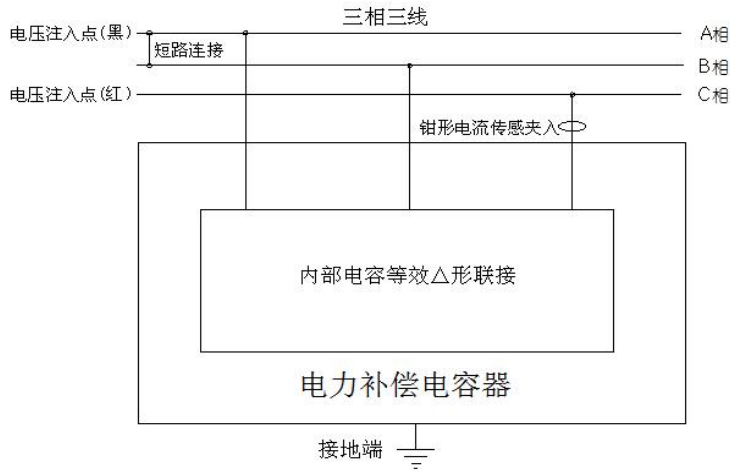 三相三线
电压注入点(黑)
A相
短路连接
B相
电压注入点(红)
C相
钳形电流传感夹入
内部电容等效△形联接
电力补偿电容器
接地端